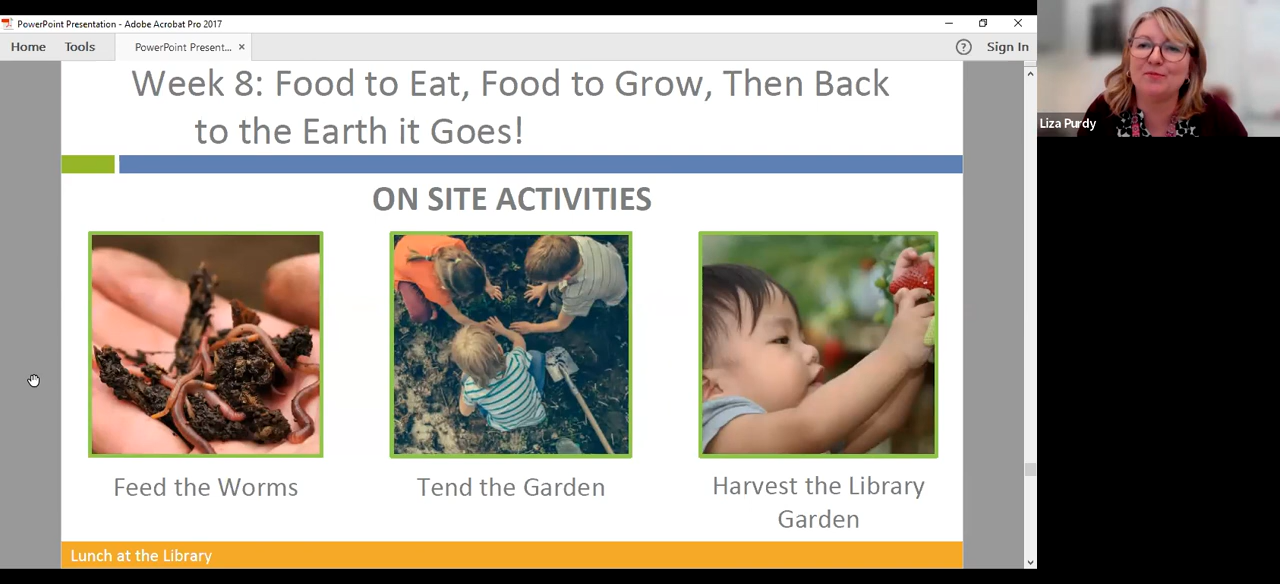 PowerPoint Presentation - Adobe Acrobat Pro 2017
Home
Tools
PowerPoint Present...
Sign In
Liza Purdy
Week 8: Food to Eat, Food to Grow, Then Back
to the Earth it Goes!
ON SITE ACTIVITIES
Feed the Worms
Tend the Garden
Harvest the Library
Garden
Lunch at the Library